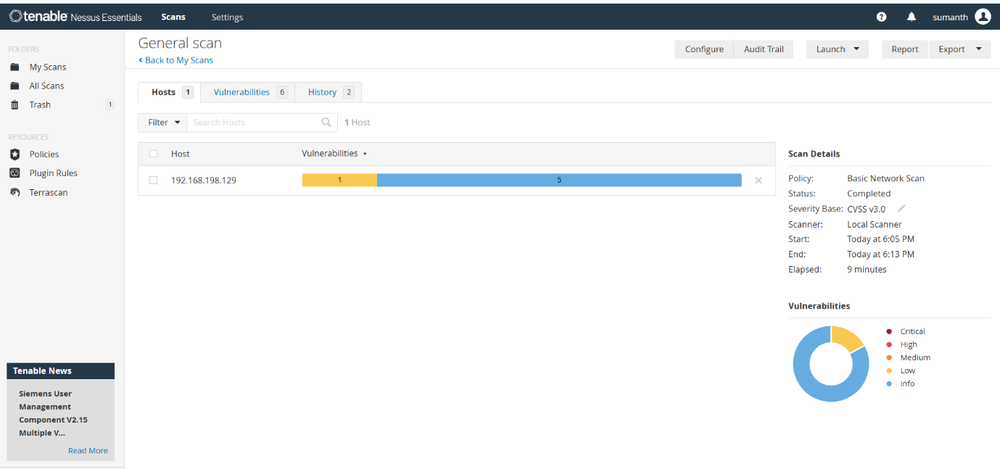 tenable Nessus Essentials Scans Settings sumanth
FOLDERS
My Scans
All Scans
Trash 1
RESOURCES
Policies
Plugin Rules
Terrascan
Tenable News
Siemens User
Management
Component V2.15
Multiple V...
Read More
General scan
Back to My Scans
Configure Audit Trail Launch Report Export
Hosts 1 Vulnerabilities 6 History 2
Filter Search Hosts 1 Host
Host Vulnerabilities
192.168.198.129 1 5
Scan Details
Policy: Basic Network Scan
Status: Completed
Severity Base: CVSS v3.0
Scanner: Local Scanner
Start: Today at 6:05 PM
End: Today at 6:13 PM
Elapsed: 9 minutes
Vulnerabilities
Critical
High
Medium
Low
Info